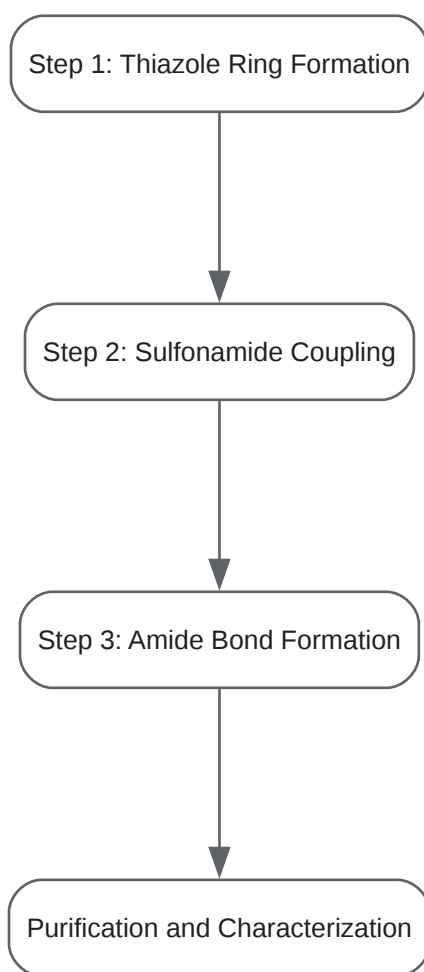 Step 1: Thiazole Ring Formation
Step 2: Sulfonamide Coupling
Step 3: Amide Bond Formation
Purification and Characterization